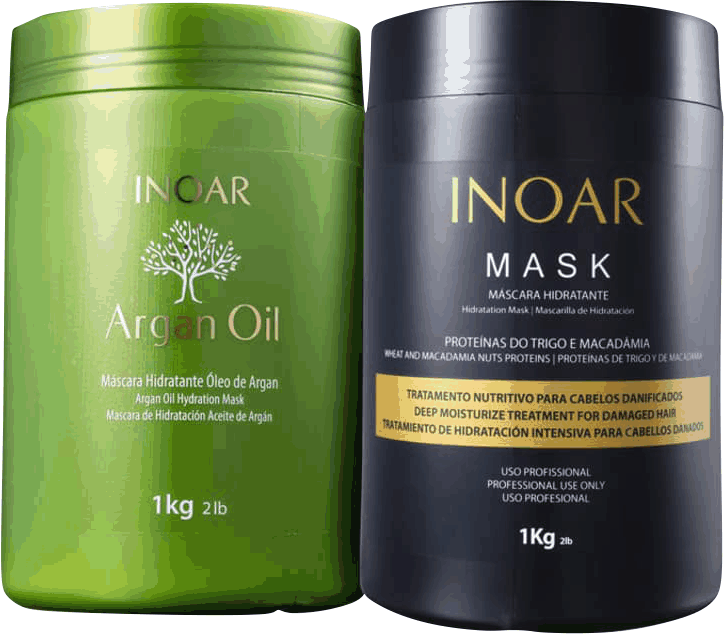 INOAR
Argan Oil
Máscara Hidratante Óleo de Argan
Argan Oil Hydration Mask
Mascara de Hidratación Aceite de Argán
1kg 2lb
INOAR
MASK
MÁSCARA HIDRATANTE
Hidratation Mask | Mascarilla de Hidratación
PROTEÍNAS DO TRIGO E MACADÂMIA
WHEAT AND MACADAMIA NUTS PROTEINS | PROTEÍNAS DE TRIGO Y DE MACADAMIA
TRATAMENTO NUTRITIVO PARA CABELOS DANIFICADOS
DEEP MOISTURIZE TREATMENT FOR DAMAGED HAIR
TRATAMIENTO DE HIDRATACIÓN INTENSIVA PARA CABELLOS DANADOS
USO PROFISSIONAL
PROFESSIONAL USE ONLY
USO PROFESIONAL
1Kg 2lb